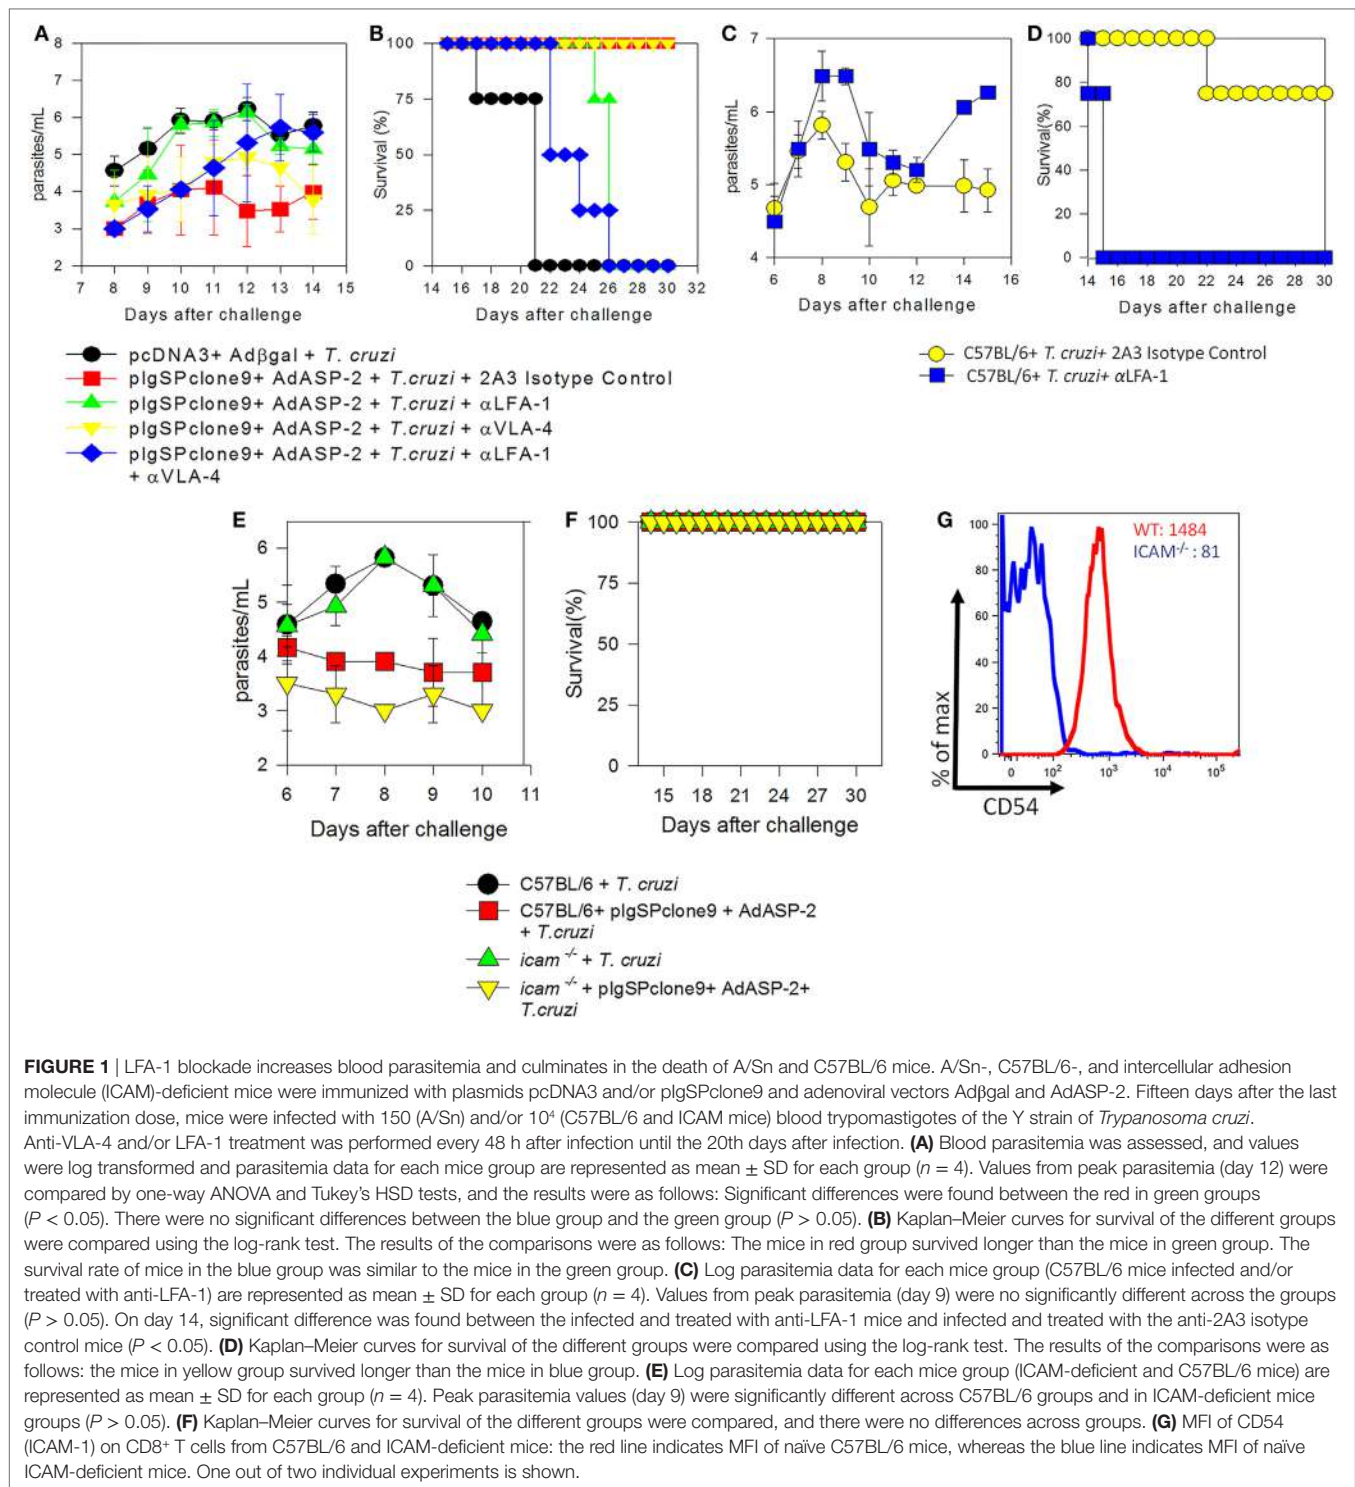 A
8
7
6
5
4
3
2
parasites/mL
7 8 9 10 11 12 13 14 15
Days after challenge
B
100
75
50
25
0
Survival (%)
14 16 18 20 22 24 26 28 30 32
Days after challenge
C
7
6
5
4
parasites/mL
6 8 10 12 14 16
Days after challenge
D
100
80
60
40
20
0
Survival(%)
14 16 18 20 22 24 26 28 30
Days after challenge
pcDNA3+ Adβgal + T. cruzi
pIgSPclone9+ AdASP-2 + T.cruzi + 2A3 Isotype Control
pIgSPclone9+ AdASP-2 + T.cruzi + αLFA-1
pIgSPclone9+ AdASP-2 + T.cruzi + αVLA-4
pIgSPclone9+ AdASP-2 + T.cruzi + αLFA-1
+ αVLA-4
C57BL/6+ T. cruzi+ 2A3 Isotype Control
C57BL/6+ T. cruzi+ αLFA-1
E
6
5
4
3
2
parasites/mL
6 7 8 9 10 11
Days after challenge
F
100
75
50
25
0
Survival(%)
15 18 21 24 27 30
Days after challenge
G
100
80
60
40
20
0
WT: 1484
ICAM-/- : 81
% of max
0 10² 10³ 10⁴ 10⁵
CD54
C57BL/6 + T. cruzi
C57BL/6+ pIgSPclone9 + AdASP-2
+ T.cruzi
icam -/- + T. cruzi
icam -/- + pIgSPclone9+ AdASP-2+
T.cruzi
FIGURE 1 | LFA-1 blockade increases blood parasitemia and culminates in the death of A/Sn and C57BL/6 mice. A/Sn-, C57BL/6-, and intercellular adhesion
molecule (ICAM)-deficient mice were immunized with plasmids pcDNA3 and/or pIgSPclone9 and adenoviral vectors Adβgal and AdASP-2. Fifteen days after the last
immunization dose, mice were infected with 150 (A/Sn) and/or 10⁴ (C57BL/6 and ICAM mice) blood trypomastigotes of the Y strain of Trypanosoma cruzi.
Anti-VLA-4 and/or LFA-1 treatment was performed every 48 h after infection until the 20th days after infection. (A) Blood parasitemia was assessed, and values
were log transformed and parasitemia data for each mice group are represented as mean ± SD for each group (n = 4). Values from peak parasitemia (day 12) were
compared by one-way ANOVA and Tukey's HSD tests, and the results were as follows: Significant differences were found between the red in green groups
(P < 0.05). There were no significant differences between the blue group and the green group (P > 0.05). (B) Kaplan–Meier curves for survival of the different groups
were compared using the log-rank test. The results of the comparisons were as follows: The mice in red group survived longer than the mice in green group. The
survival rate of mice in the blue group was similar to the mice in the green group. (C) Log parasitemia data for each mice group (C57BL/6 mice infected and/or
treated with anti-LFA-1) are represented as mean ± SD for each group (n = 4). Values from peak parasitemia (day 9) were no significantly different across the groups
(P > 0.05). On day 14, significant difference was found between the infected and treated with anti-LFA-1 mice and infected and treated with the anti-2A3 isotype
control mice (P < 0.05). (D) Kaplan–Meier curves for survival of the different groups were compared using the log-rank test. The results of the comparisons were as
follows: the mice in yellow group survived longer than the mice in blue group. (E) Log parasitemia data for each mice group (ICAM-deficient and C57BL/6 mice) are
represented as mean ± SD for each group (n = 4). Peak parasitemia values (day 9) were significantly different across C57BL/6 groups and in ICAM-deficient mice
groups (P > 0.05). (F) Kaplan–Meier curves for survival of the different groups were compared, and there were no differences across groups. (G) MFI of CD54
(ICAM-1) on CD8⁺ T cells from C57BL/6 and ICAM-deficient mice: the red line indicates MFI of naïve C57BL/6 mice, whereas the blue line indicates MFI of naïve
ICAM-deficient mice. One out of two individual experiments is shown.